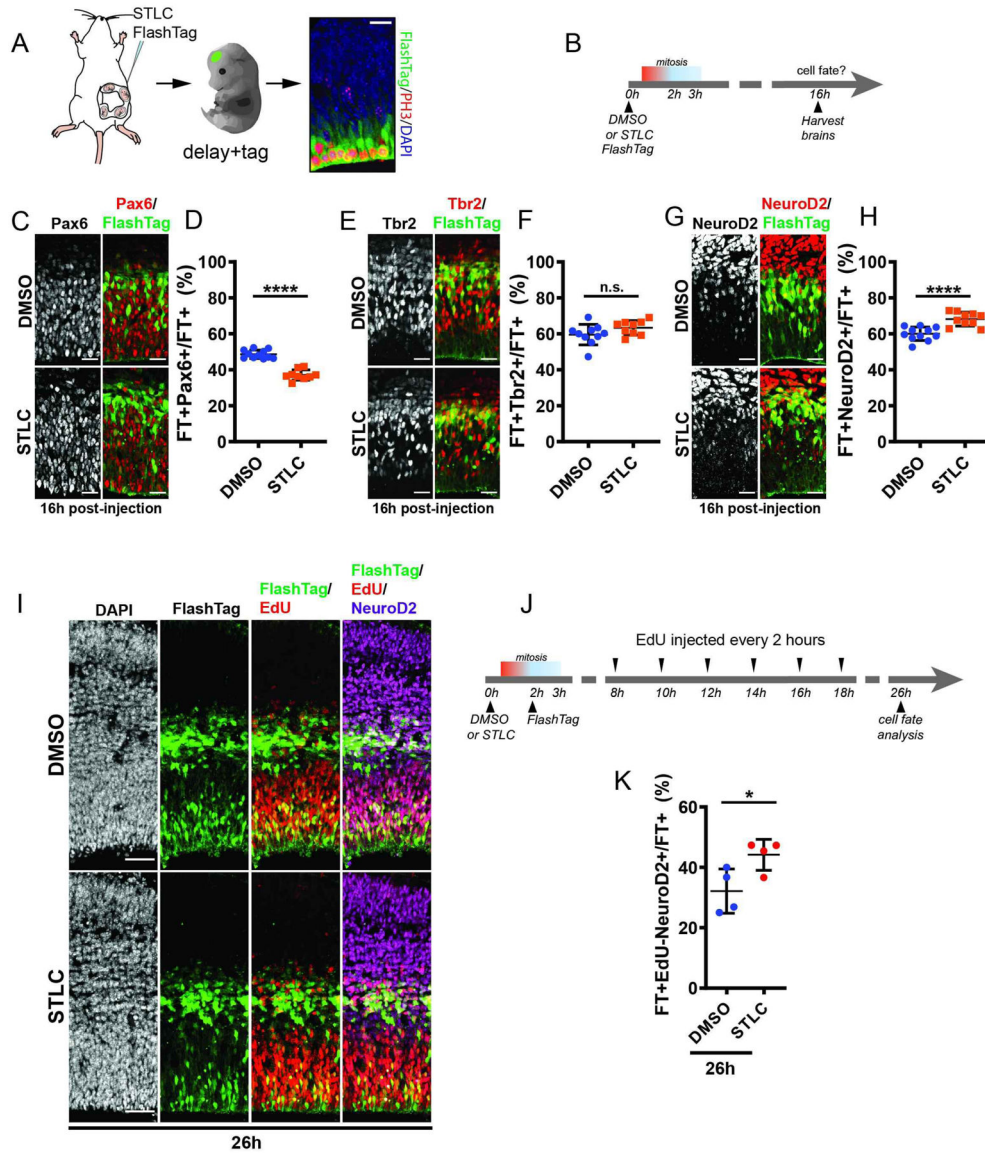 A
STLC
FlashTag
delay+tag
FlashTag/PH3/DAPI
B
mitosis
cell fate?
0h
2h
3h
16h
DMSO
or STLC
FlashTag
Harvest
brains
C
Pax6
Pax6/
FlashTag
DMSO
STLC
16h post-injection
D
FT+Pax6+/FT+ (%)
100
80
60
40
20
0
****
DMSO
STLC
E
Tbr2
Tbr2/
FlashTag
DMSO
STLC
16h post-injection
F
FT+Tbr2+/FT+ (%)
100
80
60
40
20
0
n.s.
DMSO
STLC
G
NeuroD2
NeuroD2/
FlashTag
DMSO
STLC
16h post-injection
H
FT+NeuroD2+/FT+ (%)
100
80
60
40
20
0
****
DMSO
STLC
I
DAPI
FlashTag
FlashTag/
EdU
FlashTag/
EdU/
NeuroD2
DMSO
STLC
26h
J
EdU injected every 2 hours
mitosis
0h
2h
3h
8h
10h
12h
14h
16h
18h
26h
DMSO
or STLC
FlashTag
cell fate
analysis
K
FT+EdU-NeuroD2+/FT+ (%)
60
40
20
0
*
DMSO
STLC
26h